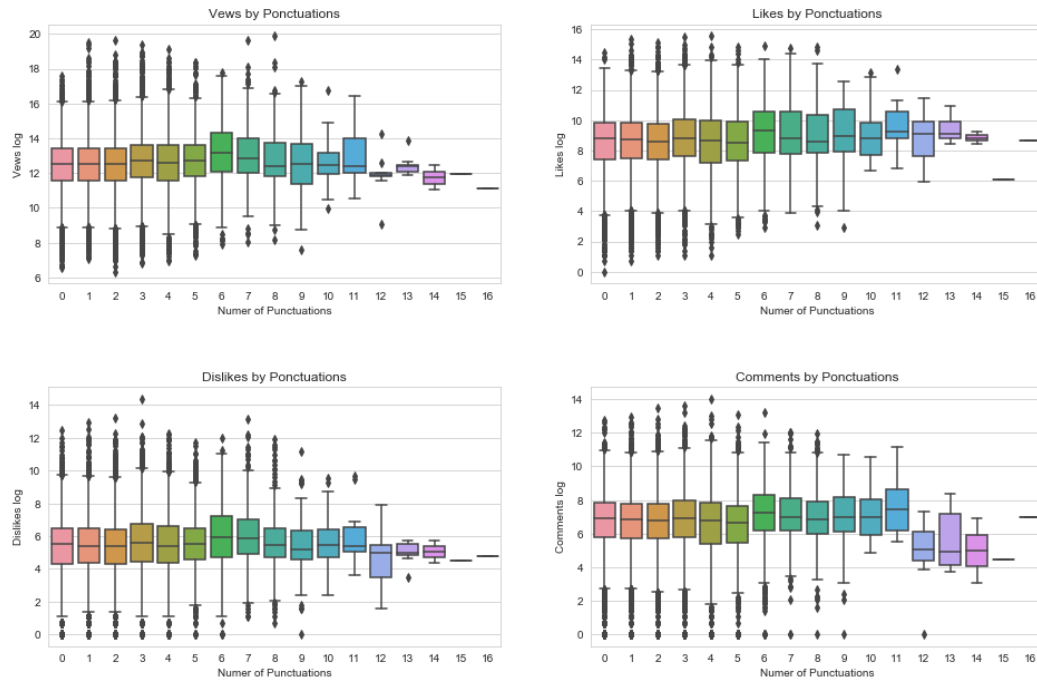 Vews by Ponctuations
20
18
16
14
12
10
8
6
Vews log
0 1 2 3 4 5 6 7 8 9 10 11 12 13 14 15 16
Numer of Punctuations
Likes by Ponctuations
16
14
12
10
8
6
4
2
0
Likes log
0 1 2 3 4 5 6 7 8 9 10 11 12 13 14 15 16
Numer of Punctuations
Dislikes by Ponctuations
14
12
10
8
6
4
2
0
Dislikes log
0 1 2 3 4 5 6 7 8 9 10 11 12 13 14 15 16
Numer of Punctuations
Comments by Ponctuations
14
12
10
8
6
4
2
0
Comments log
0 1 2 3 4 5 6 7 8 9 10 11 12 13 14 15 16
Numer of Punctuations